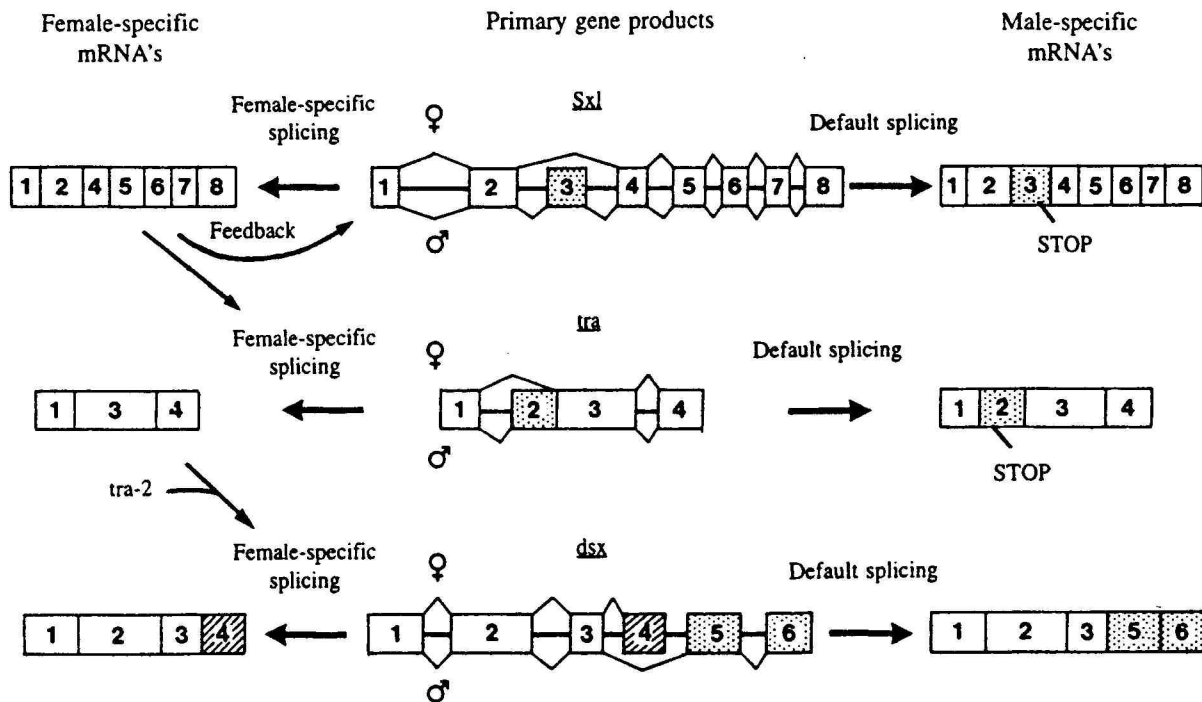 Female-specific
mRNA's
Primary gene products
Male-specific
mRNA's
Female-specific
splicing
♀
Sxl
Default splicing
1 2 4 5 6 7 8
1 2 3 4 5 6 7 8
1 2 3 4 5 6 7 8
Feedback
♂
STOP
Female-specific
splicing
♀
tra
Default splicing
1 3 4
1 2 3 4
1 2 3 4
♂
STOP
tra-2
Female-specific
splicing
♀
dsx
Default splicing
1 2 3 4
1 2 3 4 5 6
1 2 3 5 6
♂